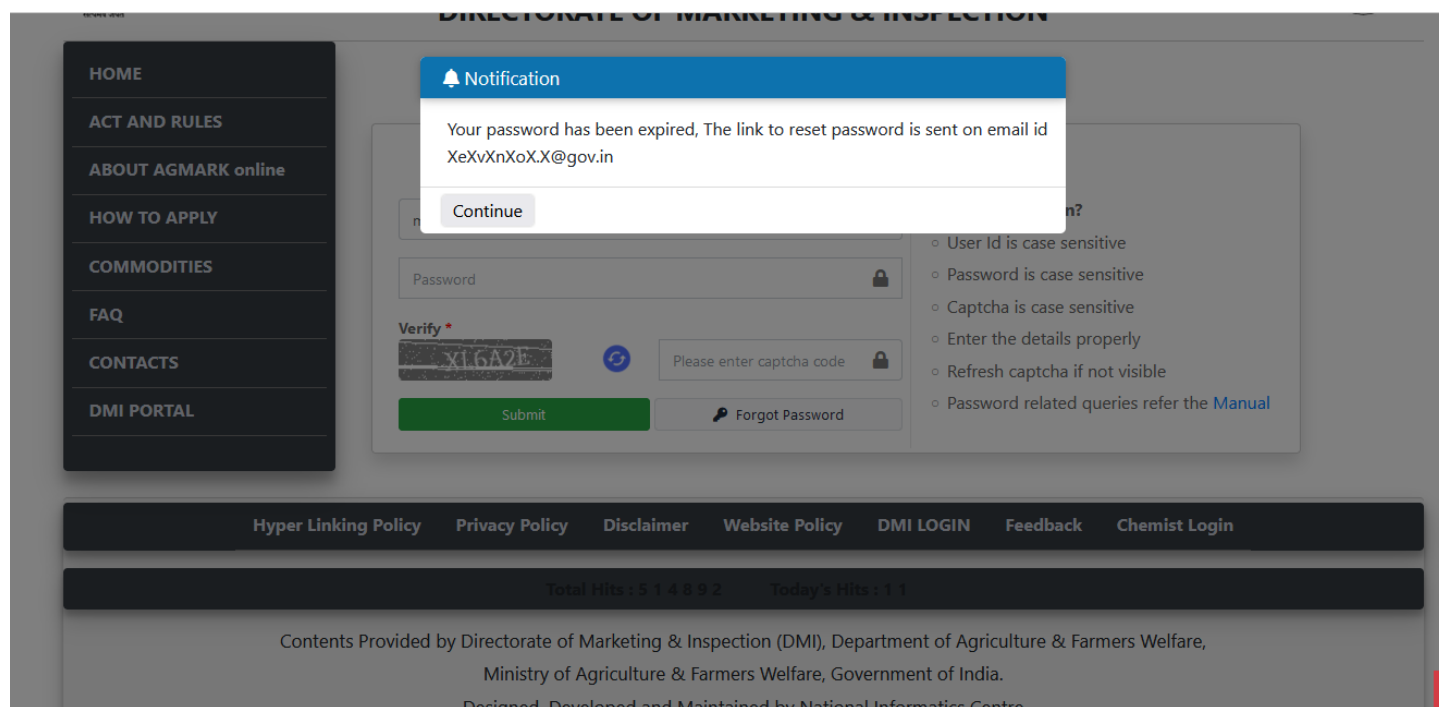 DIRECTORATE OF MARKETING & INSPECTION
HOME
ACT AND RULES
ABOUT AGMARK online
HOW TO APPLY
COMMODITIES
FAQ
CONTACTS
DMI PORTAL
Notification
Your password has been expired, The link to reset password is sent on email id
XeXvXnXoX.X@gov.in
Continue
Password
Verify *
XL6A2E
Please enter captcha code
Submit
Forgot Password
n?
○ User Id is case sensitive
○ Password is case sensitive
○ Captcha is case sensitive
○ Enter the details properly
○ Refresh captcha if not visible
○ Password related queries refer the Manual
Hyper Linking Policy Privacy Policy Disclaimer Website Policy DMI LOGIN Feedback Chemist Login
Total Hits : 5 1 4 8 9 2 Today's Hits : 1 1
Contents Provided by Directorate of Marketing & Inspection (DMI), Department of Agriculture & Farmers Welfare,
Ministry of Agriculture & Farmers Welfare, Government of India.
Designed, Developed and Maintained by National Informatics Centre